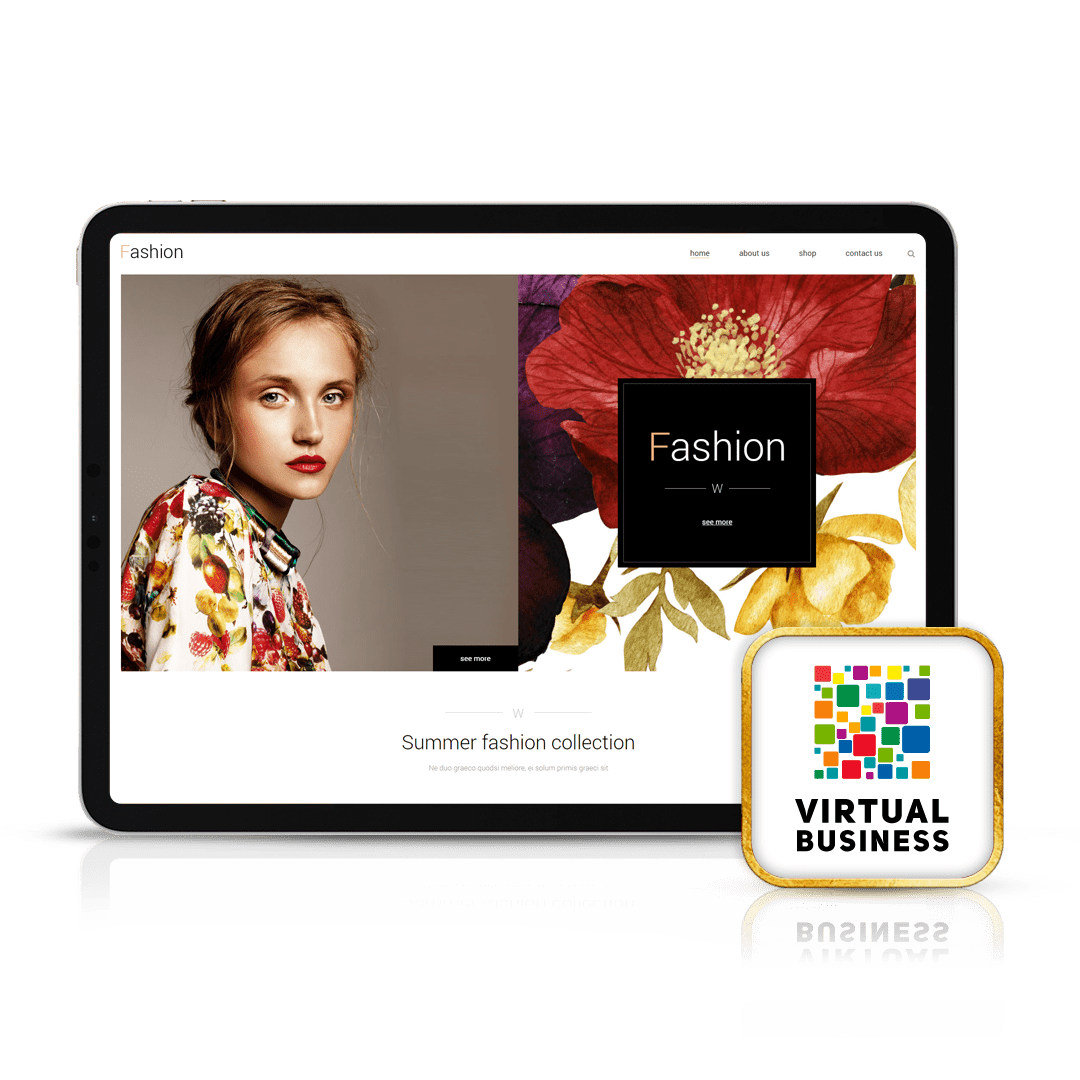 Fashion
home about us shop contact us
Fashion
W
see more
see more
W
Summer fashion collection
Ne duo graeco quodsi meliore, ei solum primis graeci sit
VIRTUAL
BUSINESS